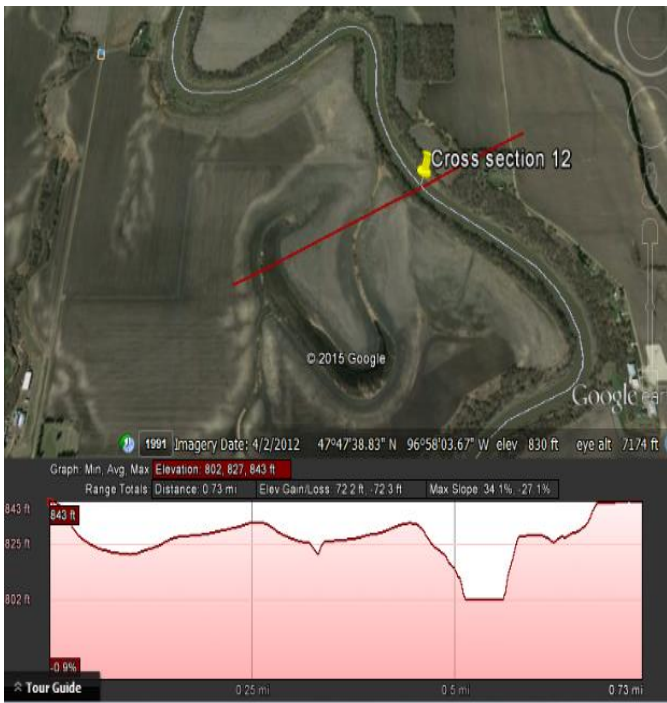 Cross section 12
© 2015 Google
Google earth
1991 Imagery Date: 4/2/2012 47°47'38.83" N 96°58'03.67" W elev 830 ft eye alt 7174 ft
Graph: Min, Avg, Max Elevation: 802, 827, 843 ft
Range Totals: Distance: 0.73 mi Elev Gain/Loss: 72.2 ft, -72.3 ft Max Slope: 34.1%, -27.1%
843 ft
843 ft
825 ft
802 ft
-0.9%
Tour Guide
0.25 mi
0.5 mi
0.73 mi